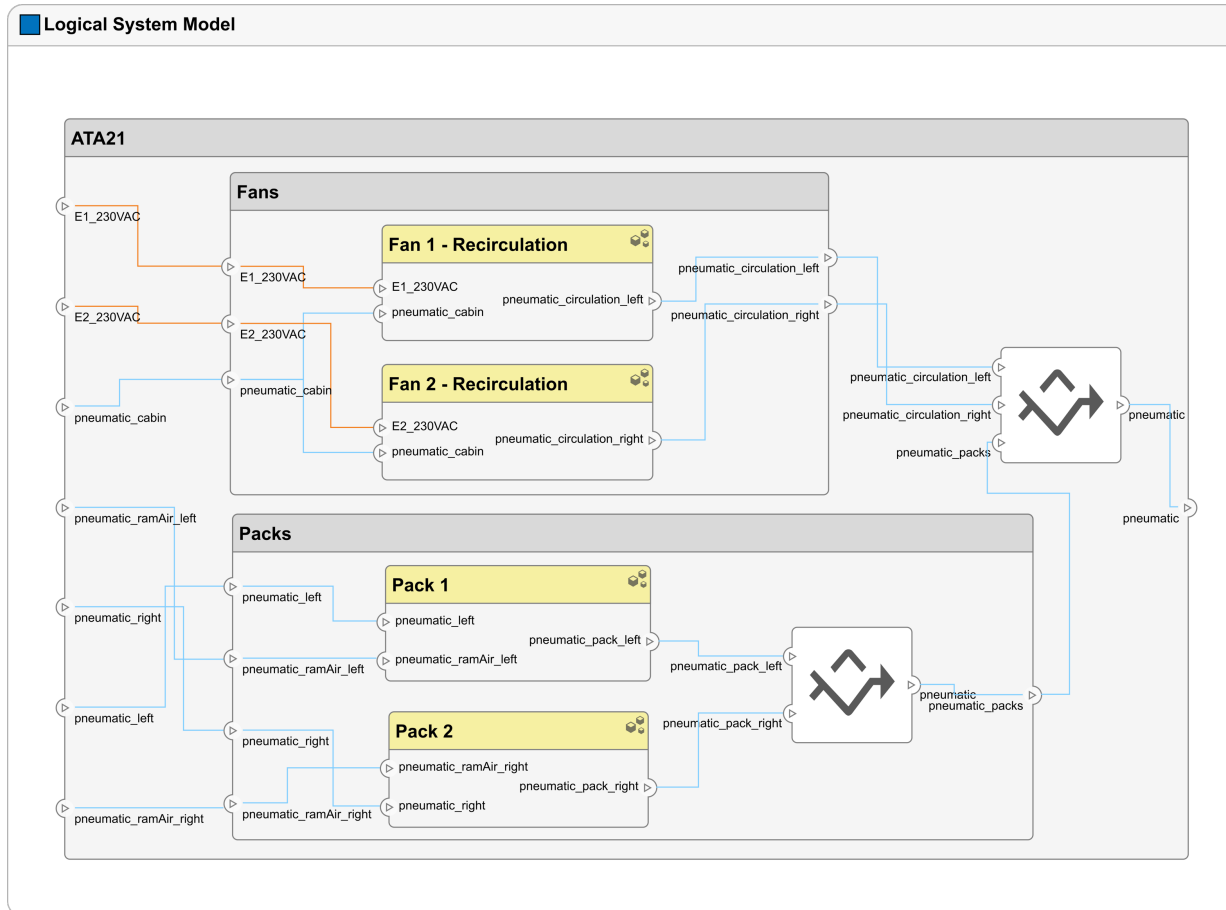 Logical System Model
ATA21
E1_230VAC
E2_230VAC
pneumatic_cabin
pneumatic_ramAir_left
pneumatic_right
pneumatic_left
pneumatic_ramAir_right
Fans
E1_230VAC
E2_230VAC
pneumatic_cabin
Fan 1 - Recirculation
E1_230VAC
pneumatic_cabin
pneumatic_circulation_left
Fan 2 - Recirculation
E2_230VAC
pneumatic_cabin
pneumatic_circulation_right
pneumatic_circulation_left
pneumatic_circulation_right
pneumatic_circulation_left
pneumatic_circulation_right
pneumatic_packs
pneumatic
pneumatic
Packs
pneumatic_left
pneumatic_ramAir_left
pneumatic_right
pneumatic_ramAir_right
Pack 1
pneumatic_left
pneumatic_ramAir_left
pneumatic_pack_left
Pack 2
pneumatic_ramAir_right
pneumatic_right
pneumatic_pack_right
pneumatic_pack_left
pneumatic_pack_right
pneumatic
pneumatic_packs